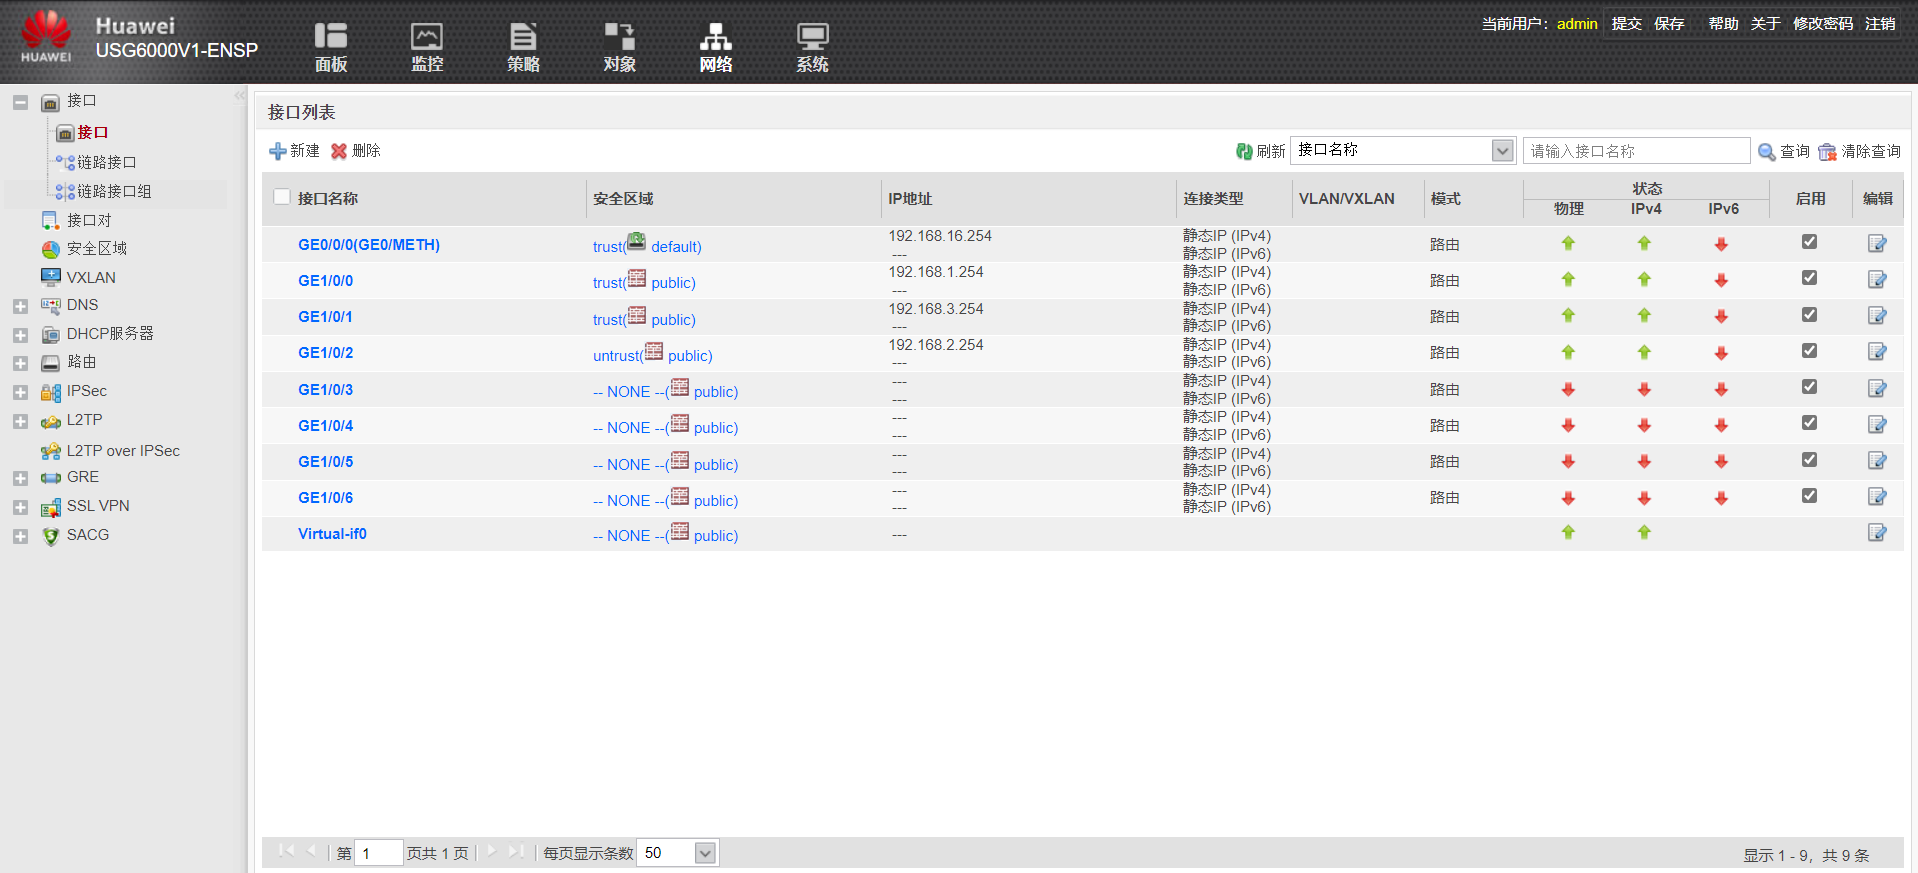 HUAWEI
Huawei
USG6000V1-ENSP
面板
监控
策略
对象
网络
系统
当前用户： admin 提交 保存 帮助 关于 修改密码 注销
接口
接口
链路接口
链路接口组
接口对
安全区域
VXLAN
DNS
DHCP服务器
路由
IPSec
L2TP
L2TP over IPSec
GRE
SSL VPN
SACG
接口列表
新建 删除 刷新 接口名称 请输入接口名称 查询 清除查询
接口名称 安全区域 IP地址 连接类型 VLAN/VXLAN 模式 状态 启用 编辑
物理 IPv4 IPv6
GE0/0/0(GE0/METH) trust( default) 192.168.16.254 静态IP (IPv4) 路由
--- 静态IP (IPv6)
GE1/0/0 trust( public) 192.168.1.254 静态IP (IPv4) 路由
--- 静态IP (IPv6)
GE1/0/1 trust( public) 192.168.3.254 静态IP (IPv4) 路由
--- 静态IP (IPv6)
GE1/0/2 untrust( public) 192.168.2.254 静态IP (IPv4) 路由
--- 静态IP (IPv6)
GE1/0/3 -- NONE --( public) --- 静态IP (IPv4) 路由
--- 静态IP (IPv6)
GE1/0/4 -- NONE --( public) --- 静态IP (IPv4) 路由
--- 静态IP (IPv6)
GE1/0/5 -- NONE --( public) --- 静态IP (IPv4) 路由
--- 静态IP (IPv6)
GE1/0/6 -- NONE --( public) --- 静态IP (IPv4) 路由
--- 静态IP (IPv6)
Virtual-if0 -- NONE --( public) ---
第 1 页共 1 页 每页显示条数 50 显示 1 - 9，共 9 条